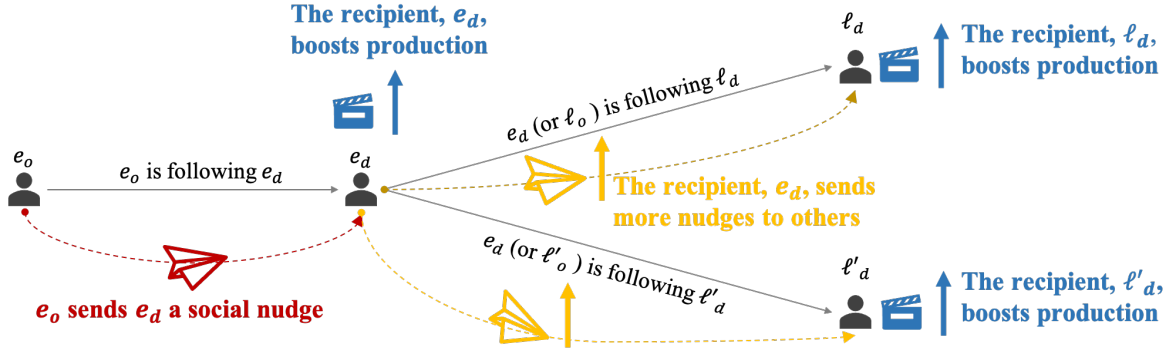 The recipient, e_d,
boosts production
ℓ_d
The recipient, ℓ_d,
boosts production
e_d (or ℓ_o ) is following ℓ_d
e_o
e_o is following e_d
e_d
The recipient, e_d, sends
more nudges to others
e_o sends e_d a social nudge
e_d (or ℓ'_o ) is following ℓ'_d
ℓ'_d
The recipient, ℓ'_d,
boosts production